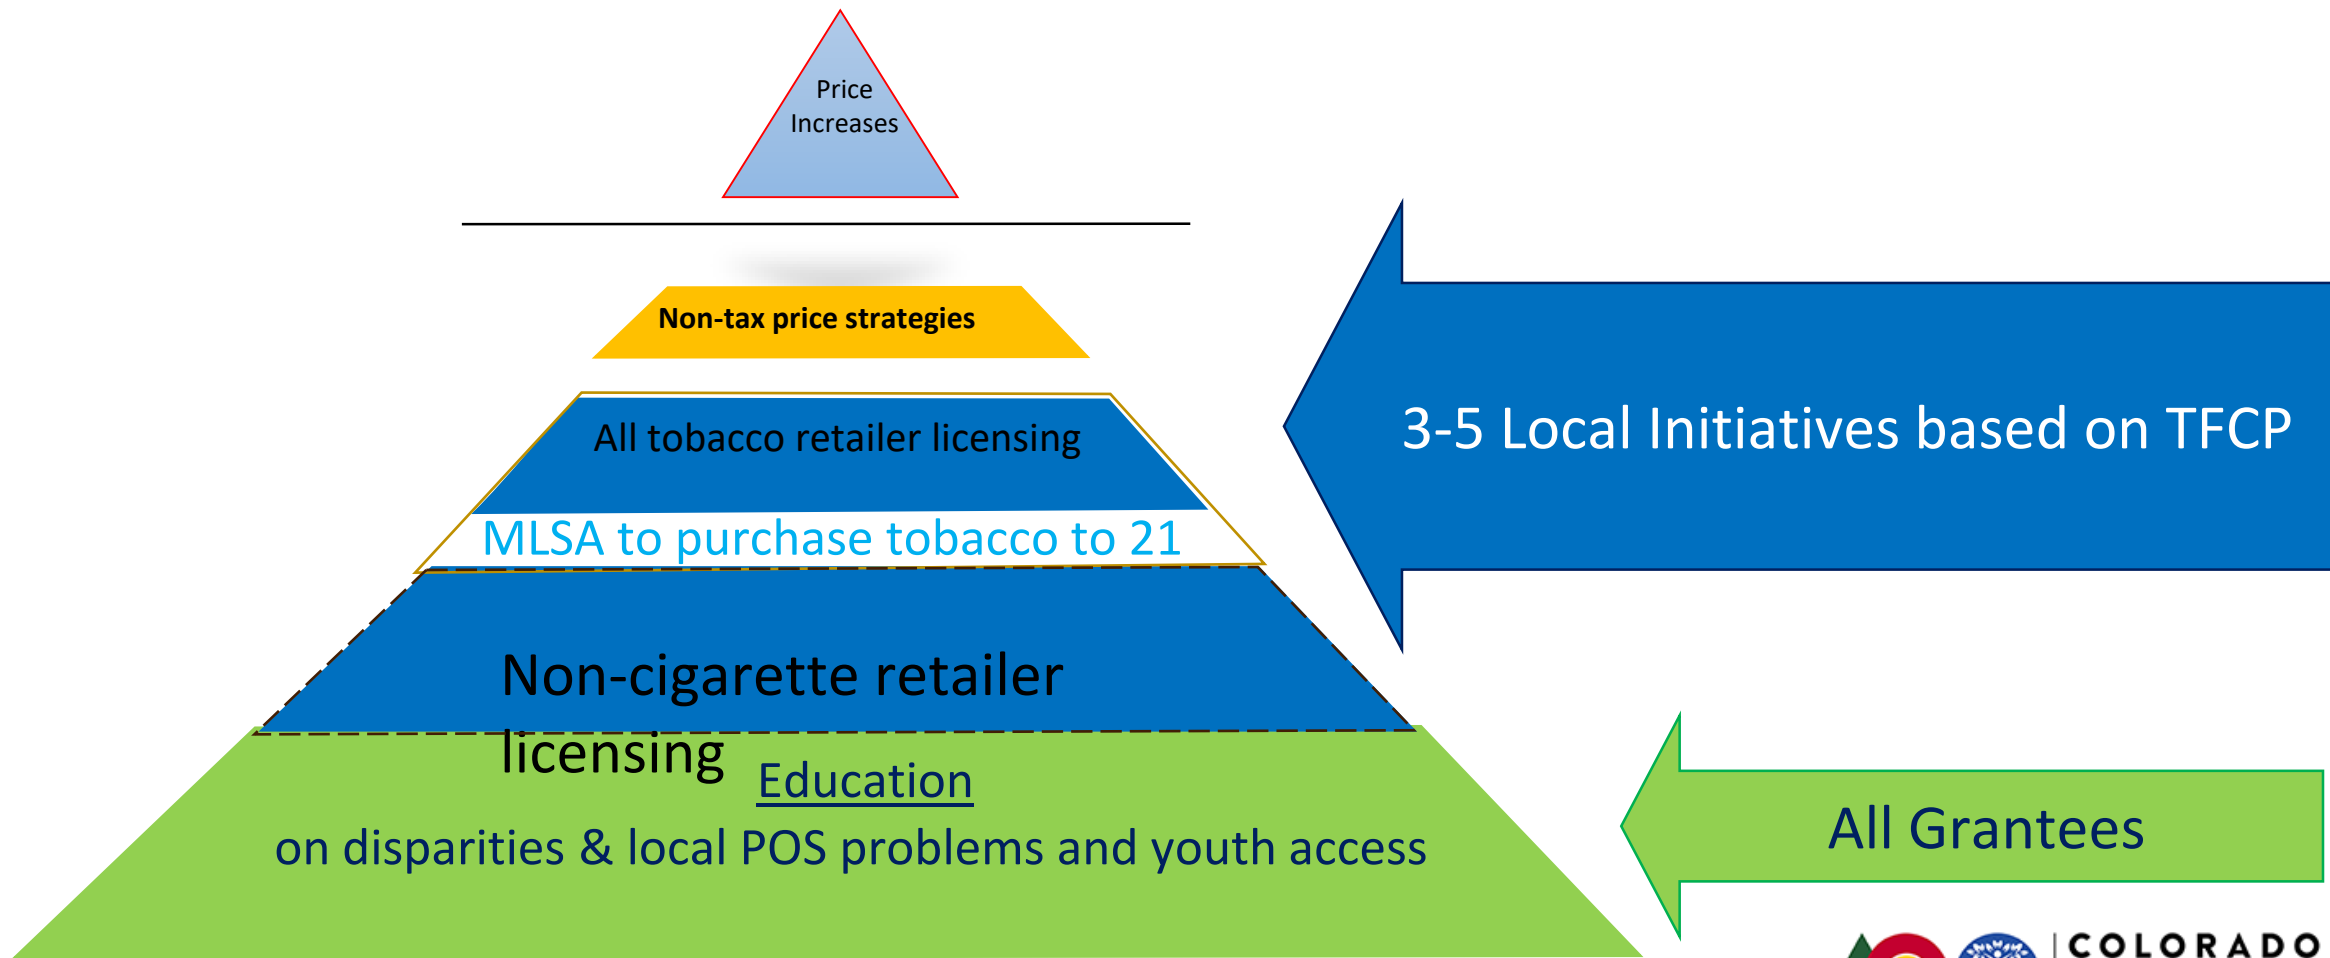 Price
Increases
Non-tax price strategies
All tobacco retailer licensing
MLSA to purchase tobacco to 21
3-5 Local Initiatives based on TFCP
Non-cigarette retailer
licensing
Education
on disparities & local POS problems and youth access
All Grantees
COLORADO